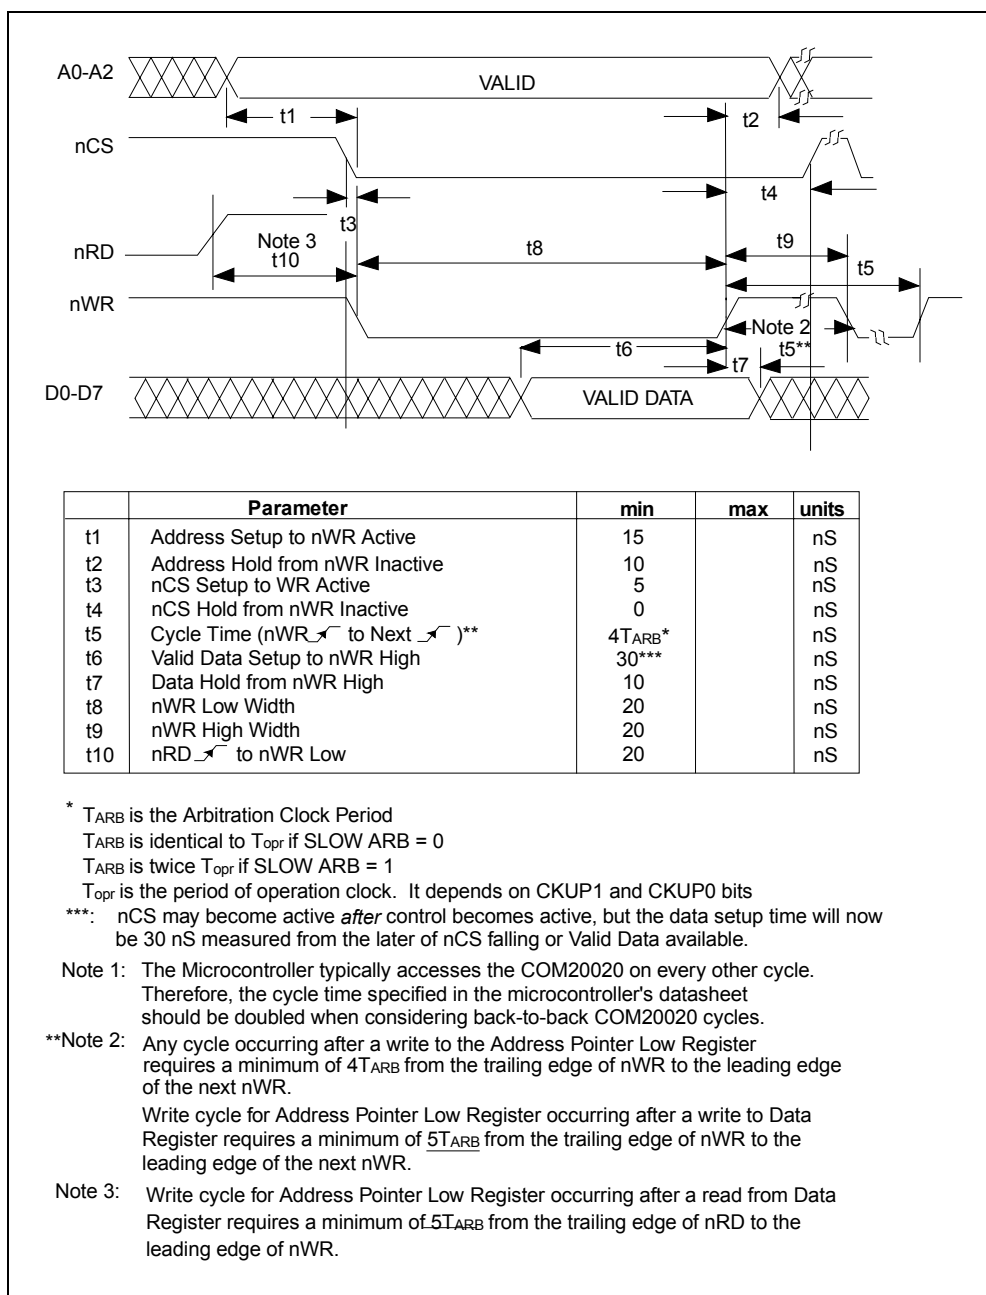 A0-A2
VALID
t1
t2
nCS
t4
t3
nRD
Note 3
t10
t8
t9
t5
nWR
Note 2
t5**
t6
t7
D0-D7
VALID DATA
Parameter min max units
t1 Address Setup to nWR Active 15 nS
t2 Address Hold from nWR Inactive 10 nS
t3 nCS Setup to WR Active 5 nS
t4 nCS Hold from nWR Inactive 0 nS
t5 Cycle Time (nWR to Next )** 4TARB* nS
t6 Valid Data Setup to nWR High 30*** nS
t7 Data Hold from nWR High 10 nS
t8 nWR Low Width 20 nS
t9 nWR High Width 20 nS
t10 nRD to nWR Low 20 nS
* TARB is the Arbitration Clock Period
TARB is identical to Topr if SLOW ARB = 0
TARB is twice Topr if SLOW ARB = 1
Topr is the period of operation clock. It depends on CKUP1 and CKUP0 bits
***: nCS may become active after control becomes active, but the data setup time will now
be 30 nS measured from the later of nCS falling or Valid Data available.
Note 1: The Microcontroller typically accesses the COM20020 on every other cycle.
Therefore, the cycle time specified in the microcontroller's datasheet
should be doubled when considering back-to-back COM20020 cycles.
**Note 2: Any cycle occurring after a write to the Address Pointer Low Register
requires a minimum of 4TARB from the trailing edge of nWR to the leading edge
of the next nWR.
Write cycle for Address Pointer Low Register occurring after a write to Data
Register requires a minimum of 5TARB from the trailing edge of nWR to the
leading edge of the next nWR.
Note 3: Write cycle for Address Pointer Low Register occurring after a read from Data
Register requires a minimum of 5TARB from the trailing edge of nRD to the
leading edge of nWR.